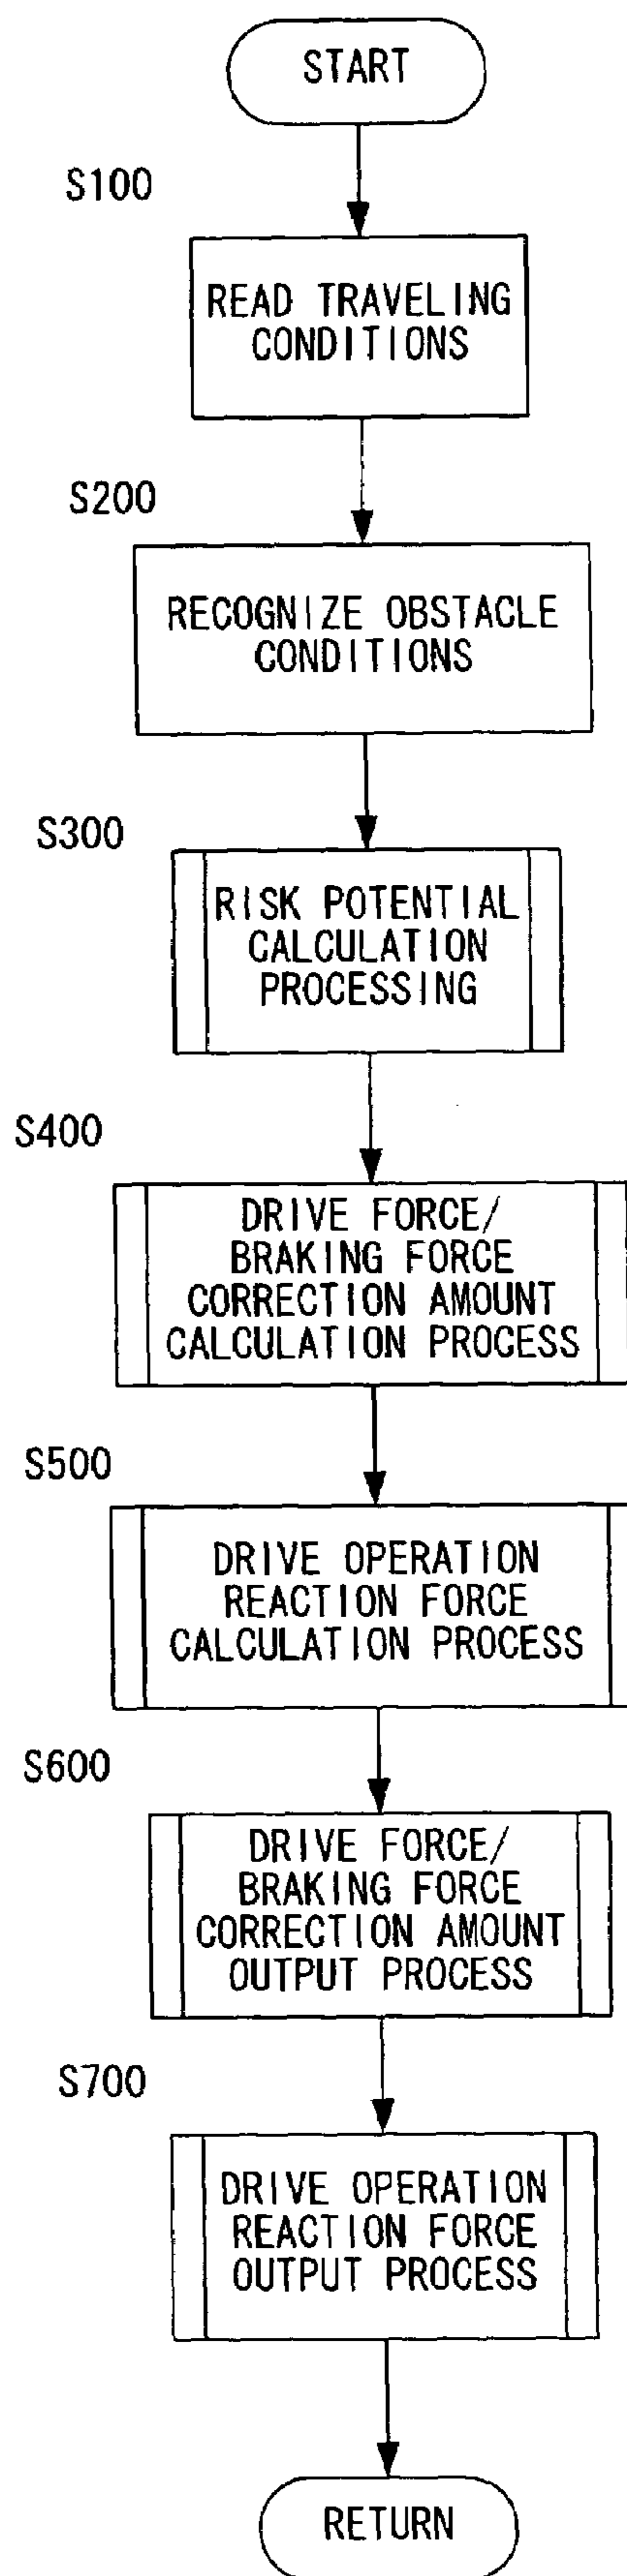 START
S100
READ TRAVELING
CONDITIONS
S200
RECOGNIZE OBSTACLE
CONDITIONS
S300
RISK POTENTIAL
CALCULATION
PROCESSING
S400
DRIVE FORCE/
BRAKING FORCE
CORRECTION AMOUNT
CALCULATION PROCESS
S500
DRIVE OPERATION
REACTION FORCE
CALCULATION PROCESS
S600
DRIVE FORCE/
BRAKING FORCE
CORRECTION AMOUNT
OUTPUT PROCESS
S700
DRIVE OPERATION
REACTION FORCE
OUTPUT PROCESS
RETURN